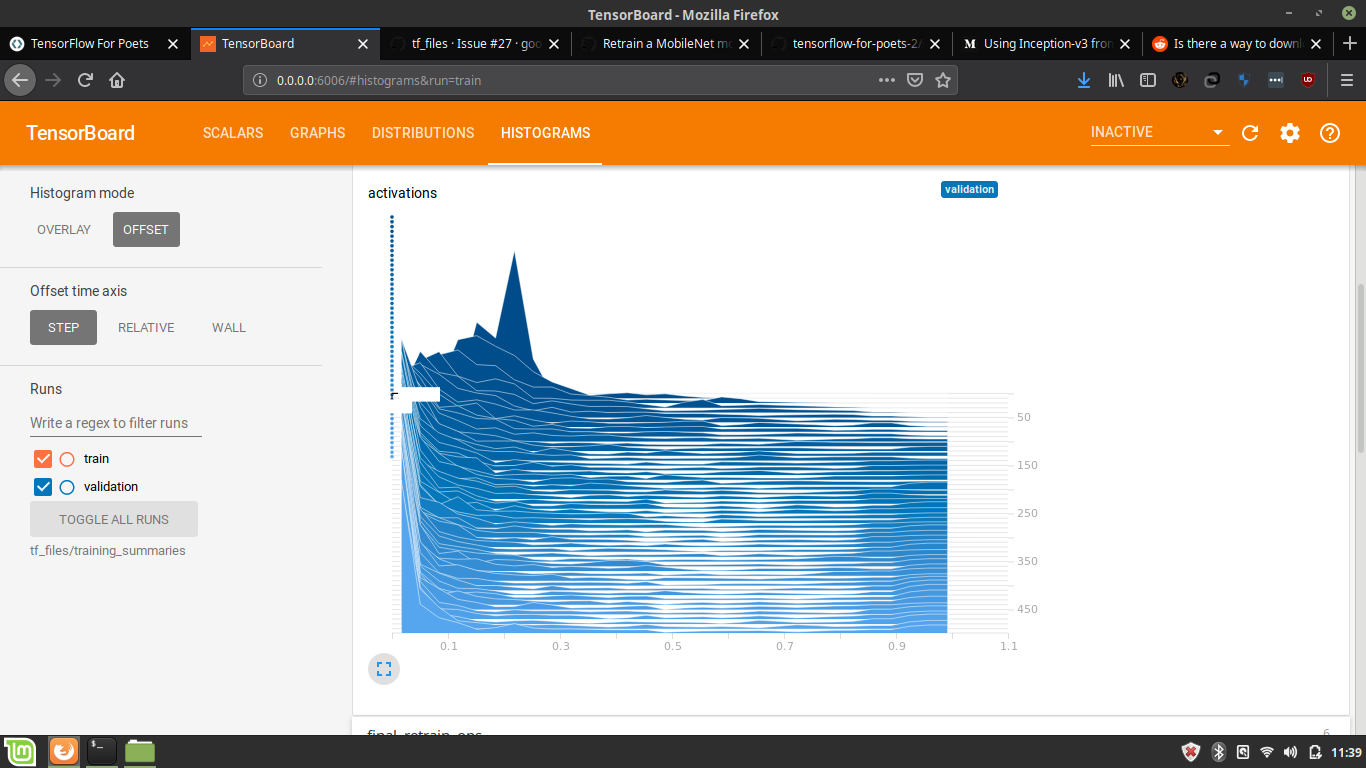 TensorBoard - Mozilla Firefox
TensorFlow For Poets
TensorBoard
tf_files · Issue #27 · goo
Retrain a MobileNet m
tensorflow-for-poets-2/
Using Inception-v3 from
Is there a way to downl
0.0.0.0:6006/#histograms&run=train
TensorBoard
SCALARS
GRAPHS
DISTRIBUTIONS
HISTOGRAMS
INACTIVE
Histogram mode
OVERLAY
OFFSET
Offset time axis
STEP
RELATIVE
WALL
Runs
Write a regex to filter runs
train
validation
TOGGLE ALL RUNS
tf_files/training_summaries
activations
validation
50
150
250
350
450
0.1
0.3
0.5
0.7
0.9
1.1
final_retrain_ops
6
11:39